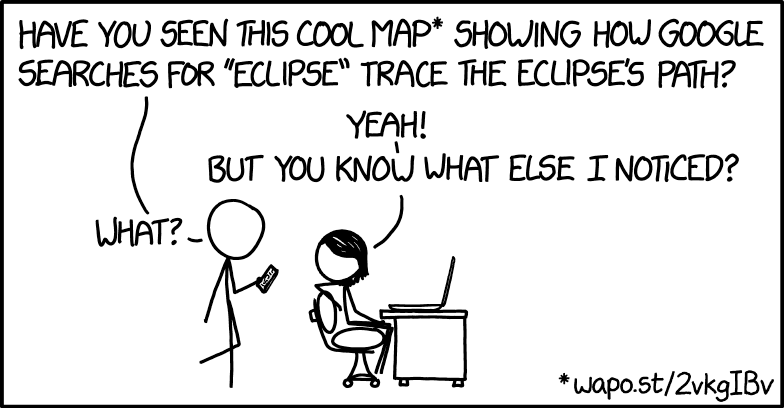 HAVE YOU SEEN THIS COOL MAP* SHOWING HOW GOOGLE
SEARCHES FOR "ECLIPSE" TRACE THE ECLIPSE'S PATH?
YEAH!
BUT YOU KNOW WHAT ELSE I NOTICED?
WHAT?
*wapo.st/2vkgIBv